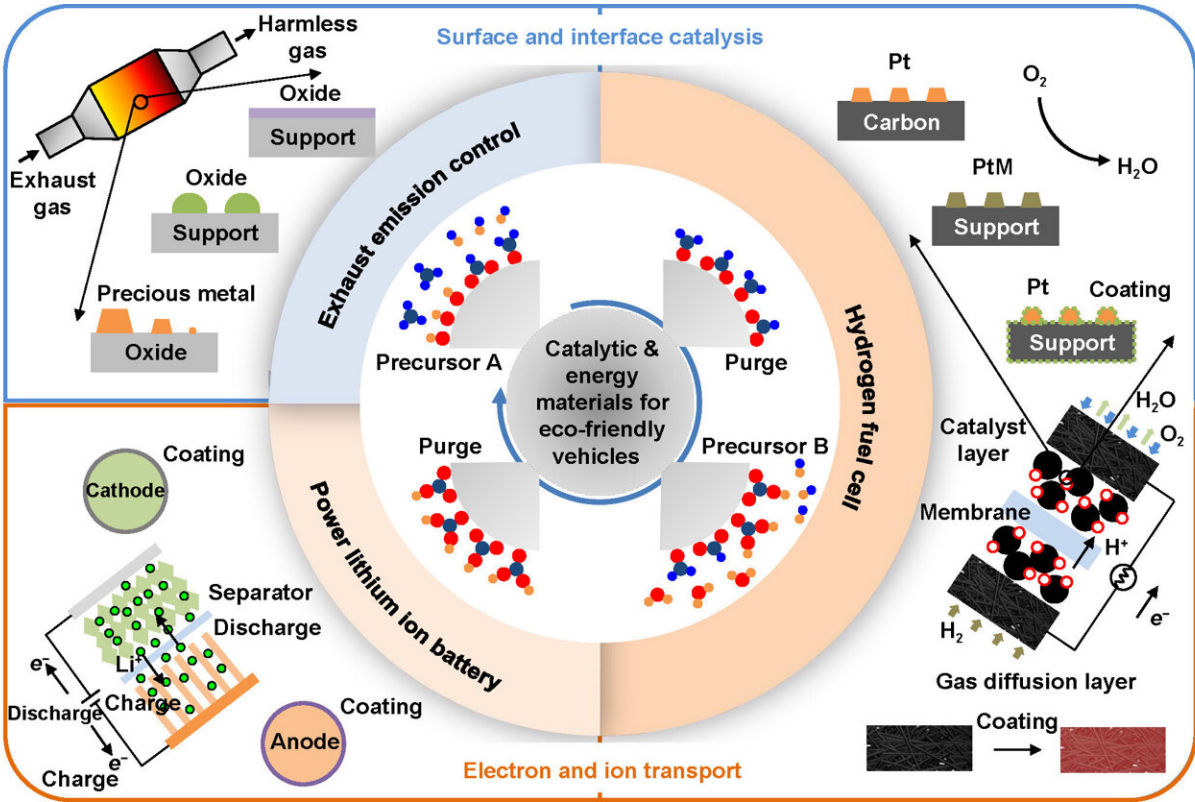 Surface and interface catalysis
Harmless
gas
Exhaust
gas
Oxide
Support
Oxide
Support
Precious metal
Oxide
Exhaust emission control
Hydrogen fuel cell
Power lithium ion battery
Precursor A
Purge
Precursor B
Purge
Catalytic &
energy
materials for
eco-friendly
vehicles
Pt
Carbon
O₂
H₂O
PtM
Support
Pt
Coating
Support
H₂O
O₂
Catalyst
layer
Membrane
H⁺
e⁻
H₂
Gas diffusion layer
Coating
Coating
Cathode
Separator
Discharge
Li⁺
Charge
e⁻
Discharge
e⁻
Charge
Coating
Anode
Electron and ion transport